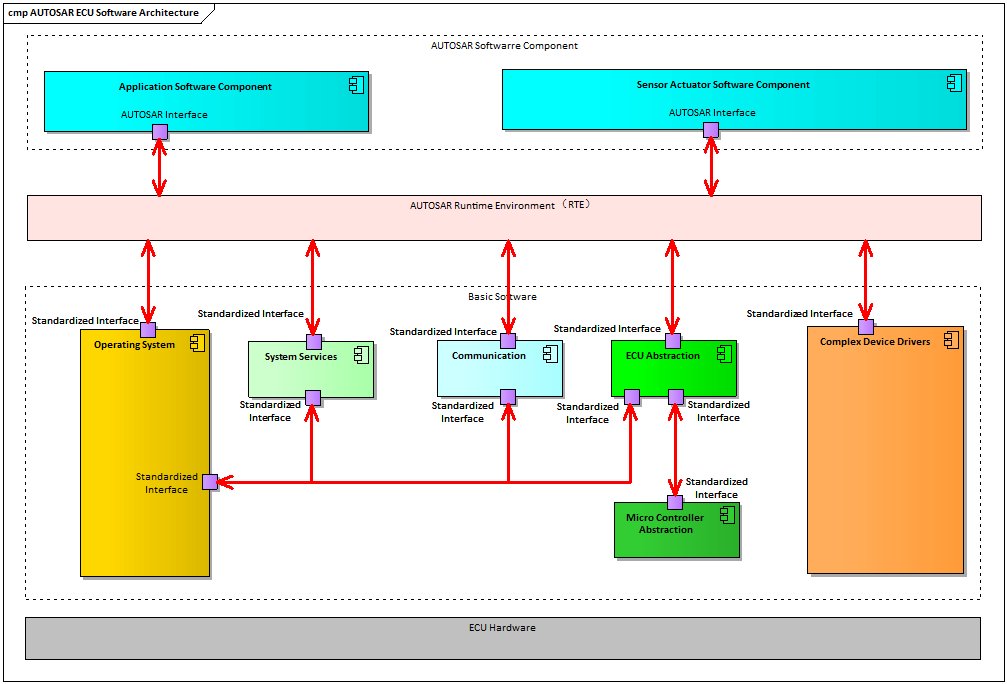 cmp AUTOSAR ECU Software Architecture
AUTOSAR Softwarre Component
Application Software Component
AUTOSAR Interface
Sensor Actuator Software Component
AUTOSAR Interface
AUTOSAR Runtime Environment （RTE）
Basic Software
Standardized Interface
Operating System
Standardized Interface
System Services
Standardized Interface
Communication
Standardized Interface
ECU Abstraction
Standardized Interface
Complex Device Drivers
Standardized
Interface
Standardized
Interface
Standardized
Interface
Standardized
Interface
Standardized
Interface
Standardized
Interface
Micro Controller
Abstraction
ECU Hardware